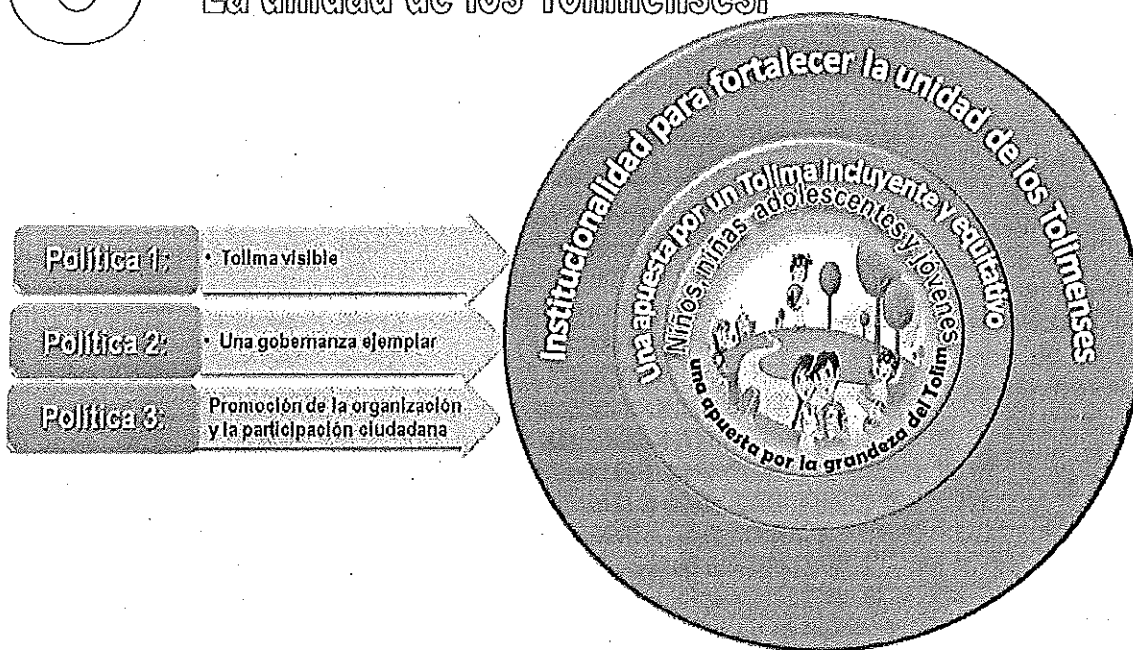 La unidad de los Tolimenses.
Política 1:
• Tolima visible
Política 2:
• Una gobernanza ejemplar
Política 3:
Promoción de la organización
y la participación ciudadana
Institucionalidad para fortalecer la unidad de los Tolimenses
Una apuesta por un Tolima incluyente y equitativo
Niños, niñas, adolescentes y jóvenes
una apuesta por la grandeza del Tolim